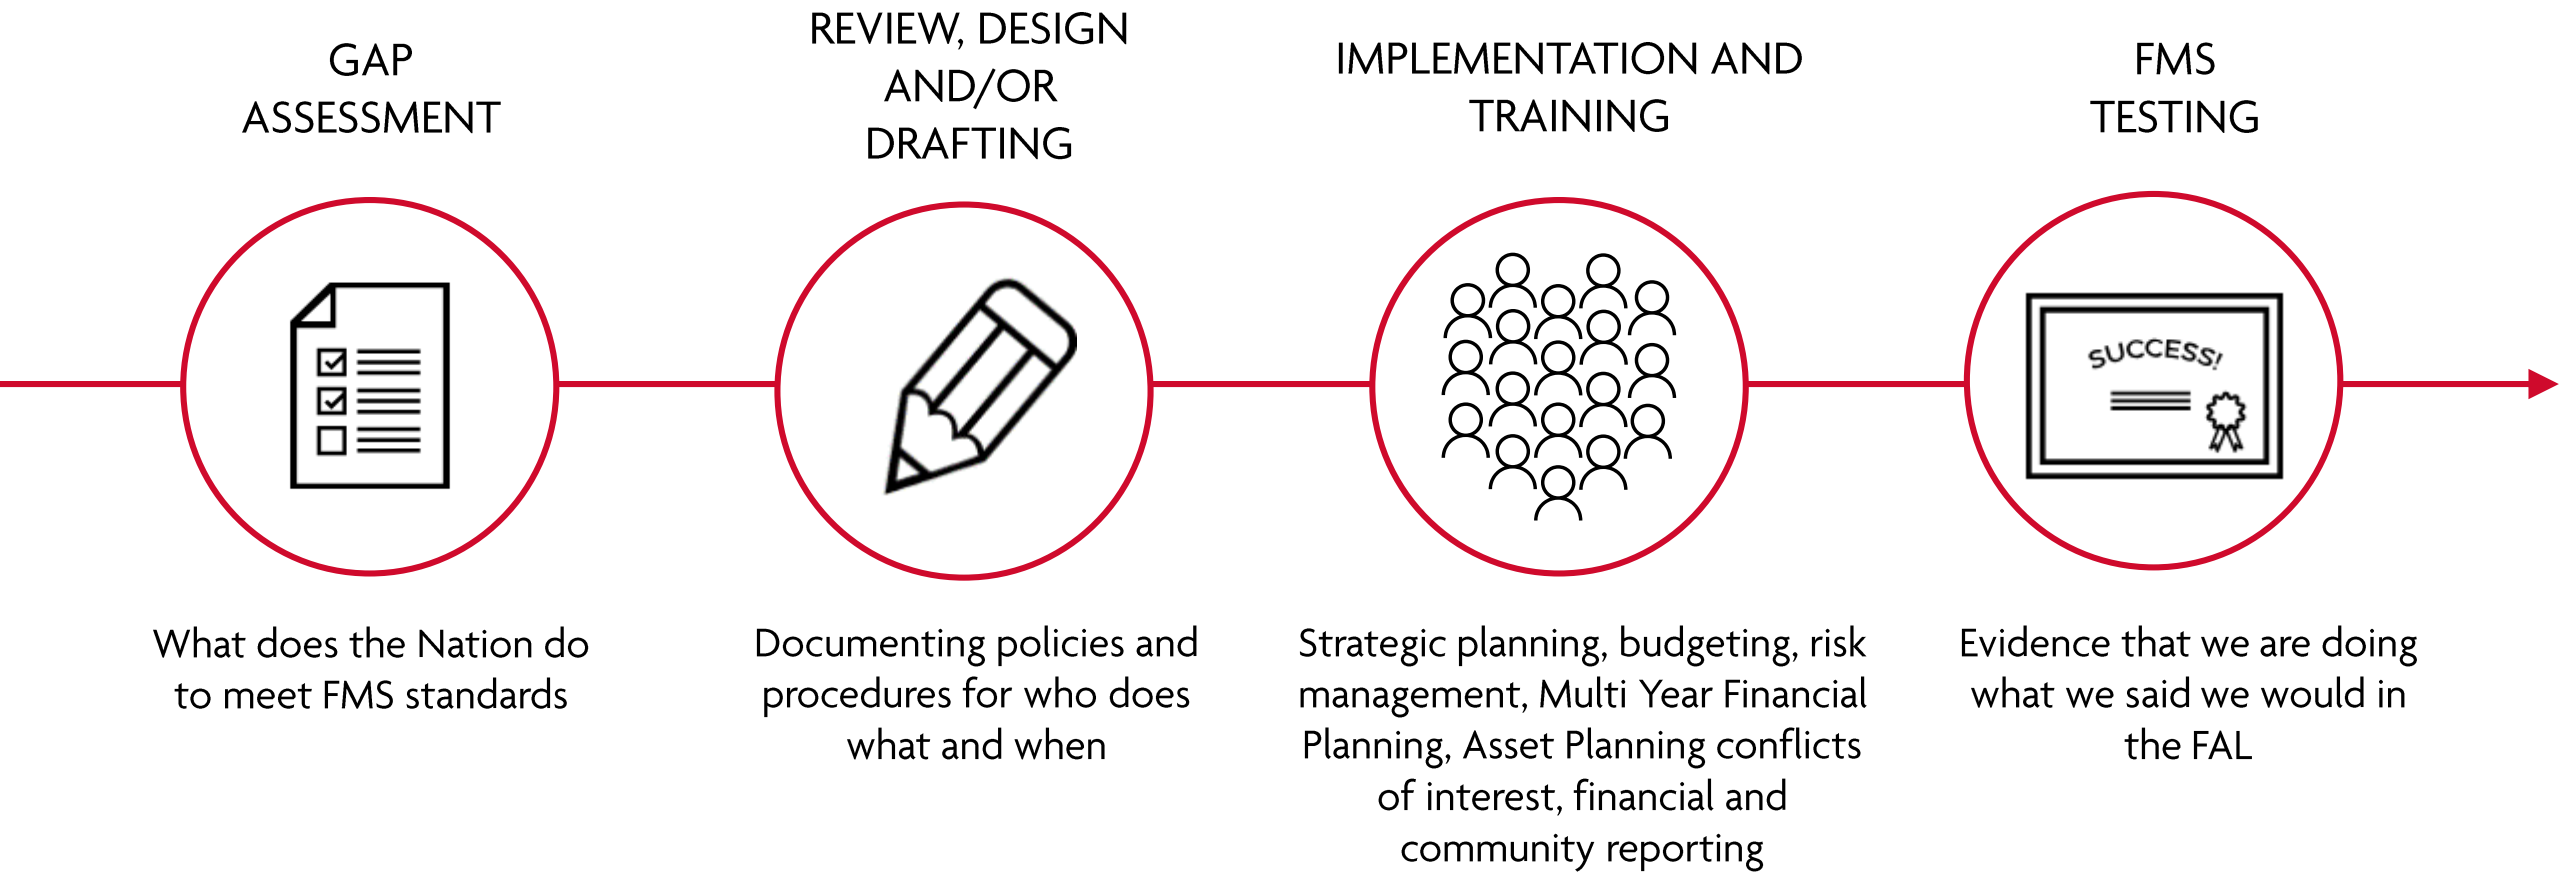 GAP
ASSESSMENT
What does the Nation do
to meet FMS standards
REVIEW, DESIGN
AND/OR
DRAFTING
Documenting policies and
procedures for who does
what and when
IMPLEMENTATION AND
TRAINING
Strategic planning, budgeting, risk
management, Multi Year Financial
Planning, Asset Planning conflicts
of interest, financial and
community reporting
FMS
TESTING
SUCCESS!
Evidence that we are doing
what we said we would in
the FAL